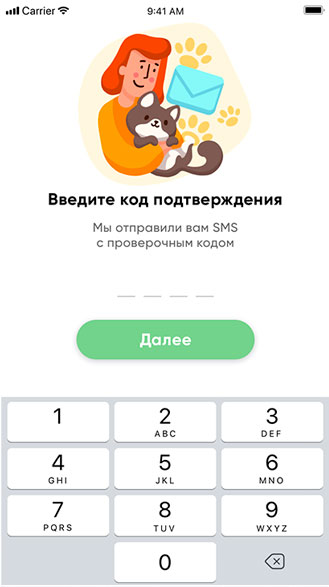 Carrier 9:41 AM
Введите код подтверждения
Мы отправили вам SMS
с проверочным кодом
Далее
1 2 3
ABC DEF
4 5 6
GHI JKL MNO
7 8 9
PQRS TUV WXYZ
0